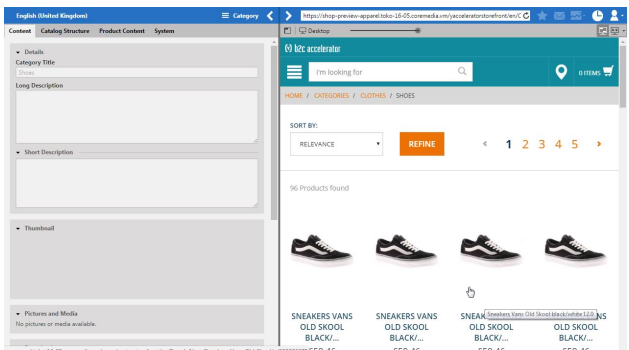 English (United Kingdom)
Category
Content Catalog Structure Product Content System
Details
Category Title
Shoes
Long Description
Short Description
Thumbnail
Pictures and Media
No pictures or media available.
https://shop-preview-apparel.toko-16-05.coremedia.vm/yacceleratorstorefront/en/C
Desktop
b2c accelerator
I'm looking for
0 ITEMS
HOME / CATEGORIES / CLOTHES / SHOES
SORT BY:
RELEVANCE
REFINE
« 1 2 3 4 5 »
96 Products found
Sneakers Vans Old Skool black/white 12.0
SNEAKERS VANS OLD SKOOL BLACK/...
SNEAKERS VANS OLD SKOOL BLACK/...
OLD SKOOL BLACK/...
OLD SKOOL BLACK/...